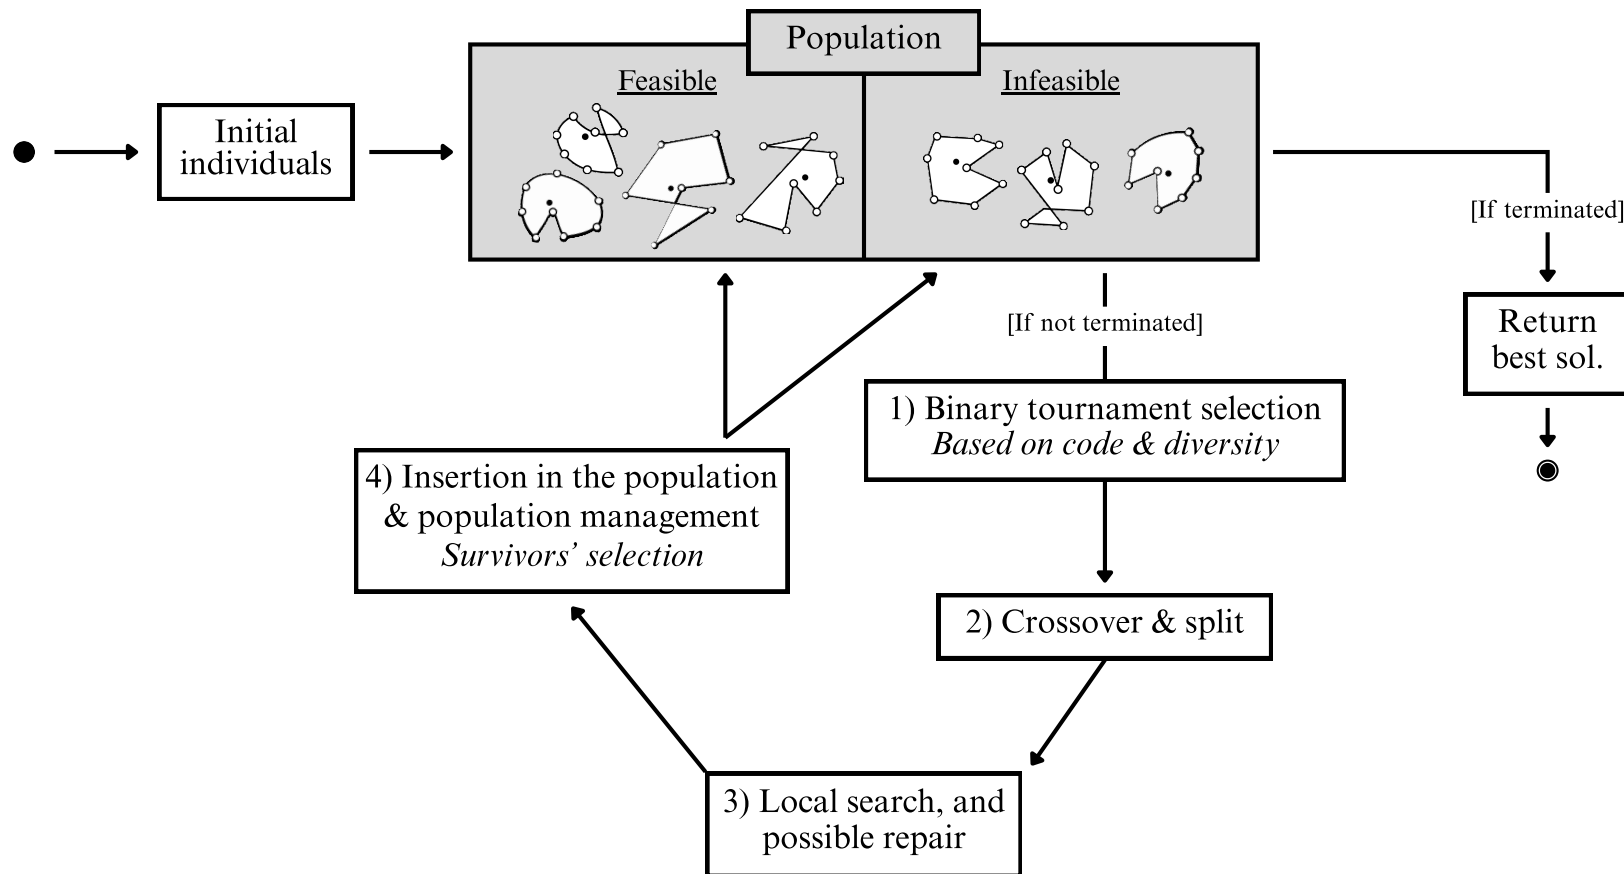 Population
Feasible
Infeasible
Initial
individuals
[If terminated]
Return
best sol.
[If not terminated]
1) Binary tournament selection
Based on code & diversity
2) Crossover & split
3) Local search, and
possible repair
4) Insertion in the population
& population management
Survivors’ selection